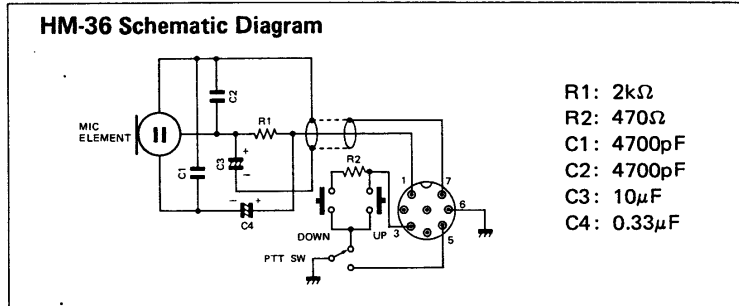 HM-36 Schematic Diagram
MIC ELEMENT
C2
R1
C1
C3
+
−
− +
C4
R2
DOWN
UP
PTT SW
1
7
6
3
5
R1: 2kΩ
R2: 470Ω
C1: 4700pF
C2: 4700pF
C3: 10μF
C4: 0.33μF